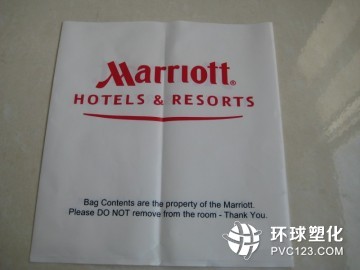 Marriott®
HOTELS & RESORTS
Bag Contents are the property of the Marriott.
Please DO NOT remove from the room - Thank You.
环球塑化
PVC123.com